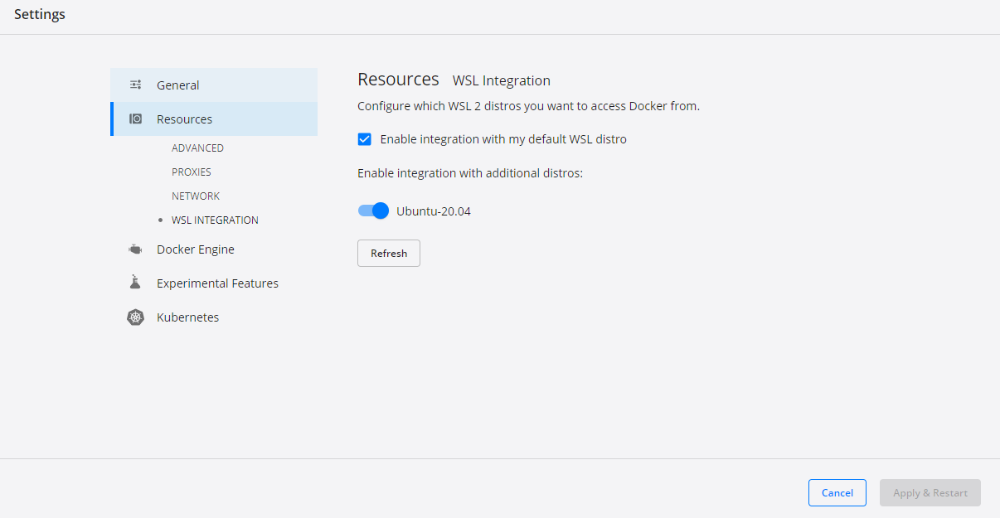 Settings
General
Resources
ADVANCED
PROXIES
NETWORK
WSL INTEGRATION
Docker Engine
Experimental Features
Kubernetes
Resources WSL Integration
Configure which WSL 2 distros you want to access Docker from.
Enable integration with my default WSL distro
Enable integration with additional distros:
Ubuntu-20.04
Refresh
Cancel
Apply & Restart